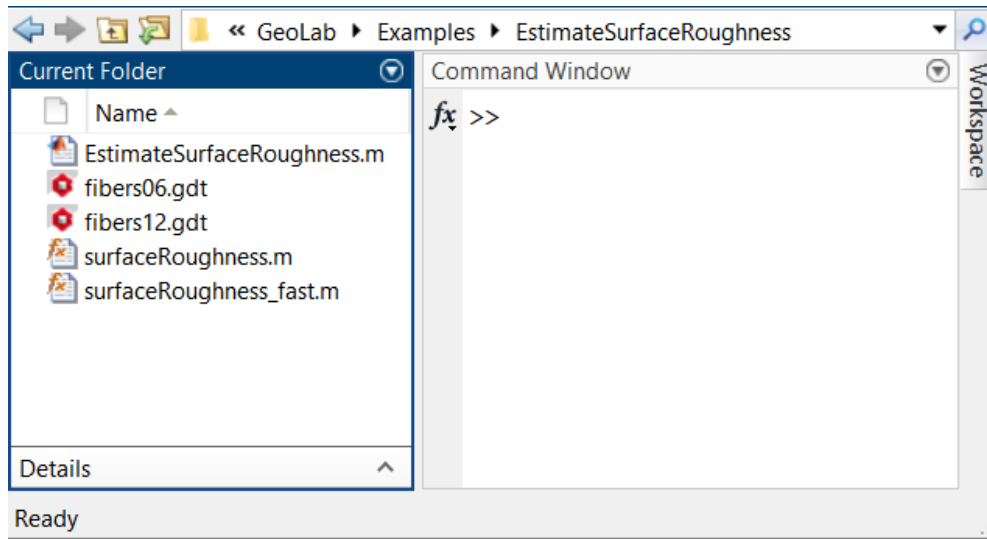 « GeoLab ▸ Examples ▸ EstimateSurfaceRoughness
Current Folder
Command Window
Workspace
Name
fx >>
EstimateSurfaceRoughness.m
fibers06.gdt
fibers12.gdt
surfaceRoughness.m
surfaceRoughness_fast.m
Details
Ready